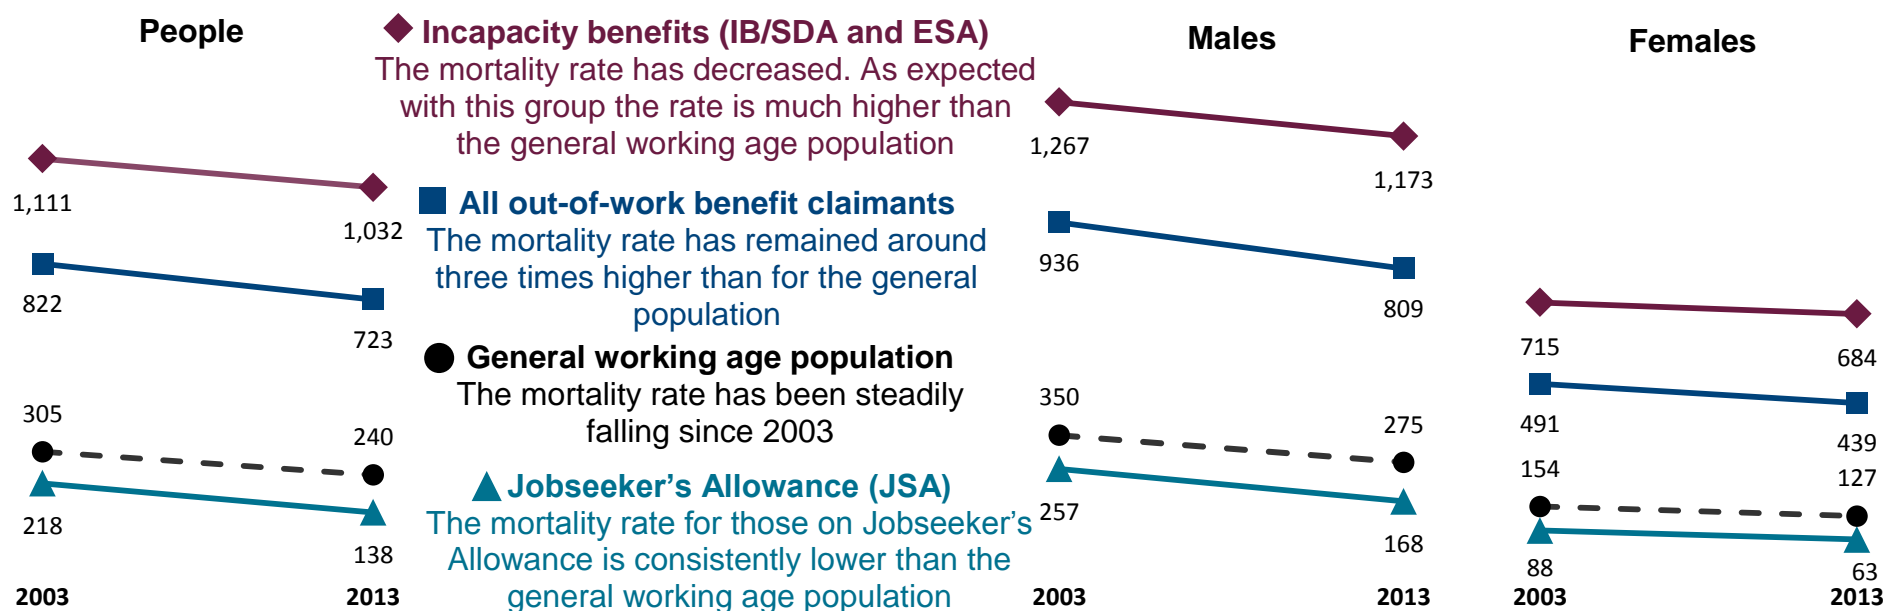 People
1,111
1,032
822
723
305
240
218
138
2003
2013
Incapacity benefits (IB/SDA and ESA)
The mortality rate has decreased. As expected
with this group the rate is much higher than
the general working age population
All out-of-work benefit claimants
The mortality rate has remained around
three times higher than for the general
population
General working age population
The mortality rate has been steadily
falling since 2003
Jobseeker’s Allowance (JSA)
The mortality rate for those on Jobseeker’s
Allowance is consistently lower than the
general working age population
Males
1,267
1,173
936
809
350
275
257
168
2003
2013
Females
715
684
491
439
154
127
88
63
2003
2013